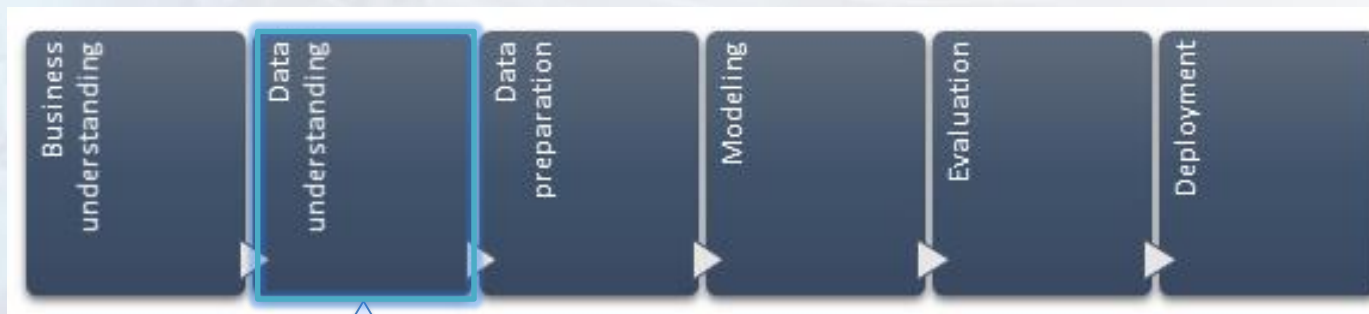 Business
understanding
Data
understanding
Data
preparation
Modeling
Evaluation
Deployment